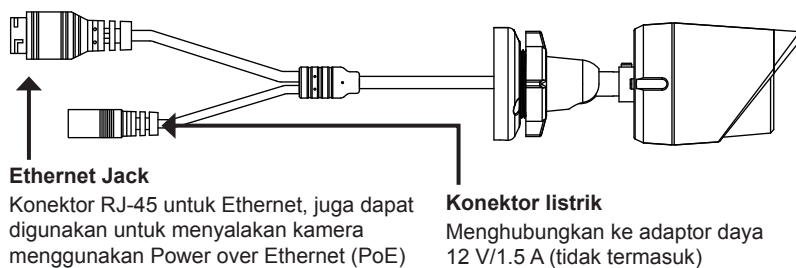 Ethernet Jack
Konektor RJ-45 untuk Ethernet, juga dapat
digunakan untuk menyalakan kamera
menggunakan Power over Ethernet (PoE)
Konektor listrik
Menghubungkan ke adaptor daya
12 V/1.5 A (tidak termasuk)